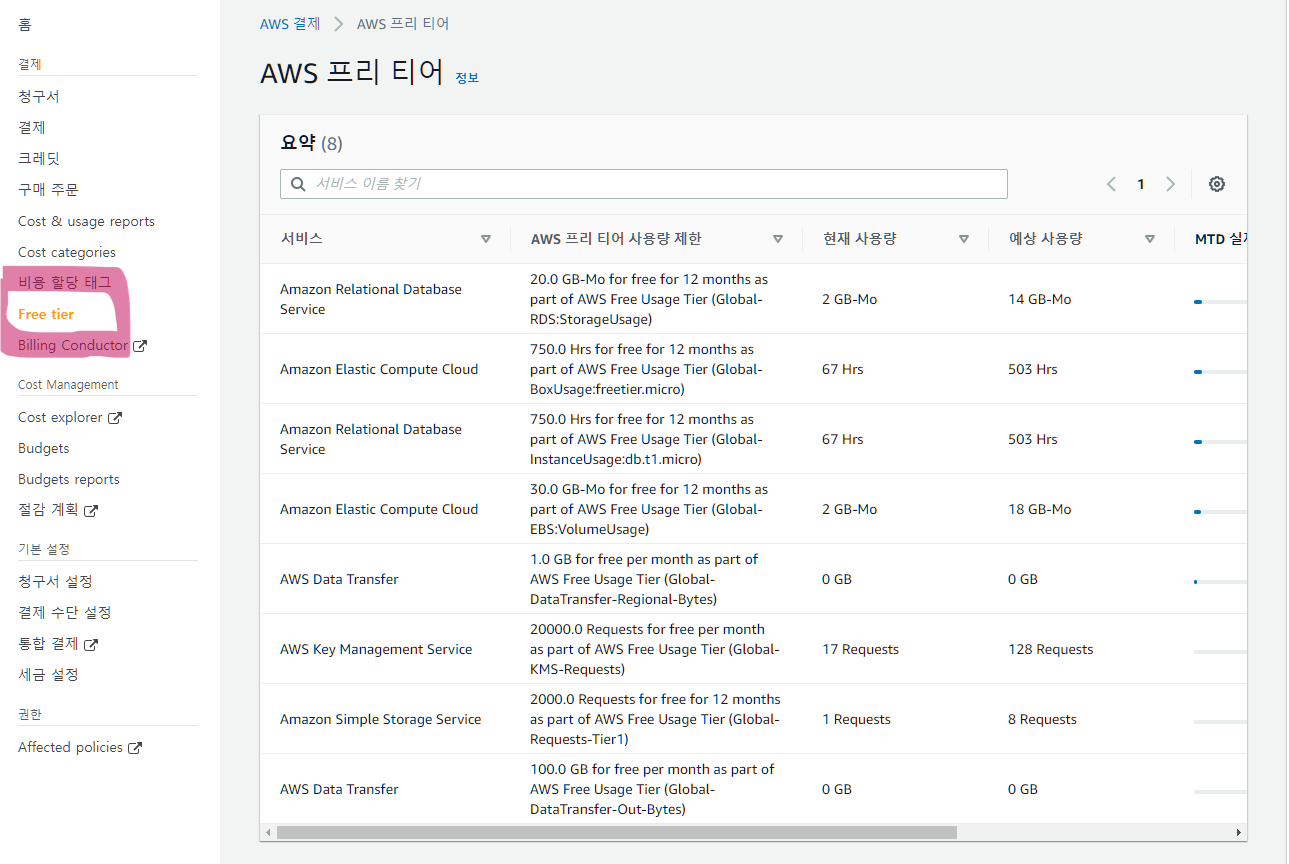 홈
결제
청구서
결제
크레딧
구매 주문
Cost & usage reports
Cost categories
비용 할당 태그
Free tier
Billing Conductor
Cost Management
Cost explorer
Budgets
Budgets reports
절감 계획
기본 설정
청구서 설정
결제 수단 설정
통합 결제
세금 설정
권한
Affected policies
AWS 결제 > AWS 프리 티어
AWS 프리 티어 정보
요약 (8)
서비스 이름 찾기
1
서비스 AWS 프리 티어 사용량 제한 현재 사용량 예상 사용량 MTD
20.0 GB-Mo for free for 12 months as
Amazon Relational Database
part of AWS Free Usage Tier (Global- 2 GB-Mo 14 GB-Mo
Service
RDS:StorageUsage)
750.0 Hrs for free for 12 months as
Amazon Elastic Compute Cloud part of AWS Free Usage Tier (Global- 67 Hrs 503 Hrs
BoxUsage:freetier.micro)
750.0 Hrs for free for 12 months as
Amazon Relational Database
part of AWS Free Usage Tier (Global- 67 Hrs 503 Hrs
Service
InstanceUsage:db.t1.micro)
30.0 GB-Mo for free for 12 months as
Amazon Elastic Compute Cloud part of AWS Free Usage Tier (Global- 2 GB-Mo 18 GB-Mo
EBS:VolumeUsage)
1.0 GB for free per month as part of
AWS Data Transfer AWS Free Usage Tier (Global- 0 GB 0 GB
DataTransfer-Regional-Bytes)
20000.0 Requests for free per month
AWS Key Management Service as part of AWS Free Usage Tier (Global- 17 Requests 128 Requests
KMS-Requests)
2000.0 Requests for free for 12 months
Amazon Simple Storage Service as part of AWS Free Usage Tier (Global- 1 Requests 8 Requests
Requests-Tier1)
100.0 GB for free per month as part of
AWS Data Transfer AWS Free Usage Tier (Global- 0 GB 0 GB
DataTransfer-Out-Bytes)